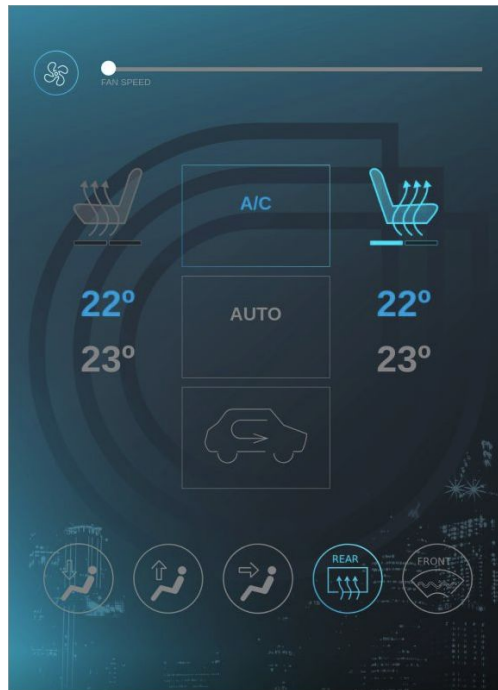 FAN SPEED
A/C
22º
AUTO
22º
23º
23º
REAR
FRONT